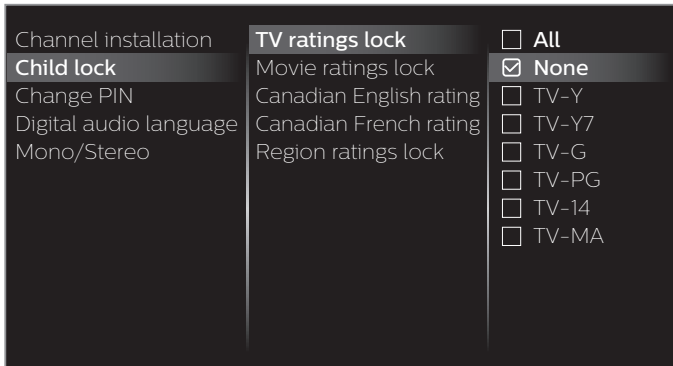 Channel installation
Child lock
Change PIN
Digital audio language
Mono/Stereo
TV ratings lock
Movie ratings lock
Canadian English rating
Canadian French rating
Region ratings lock
All
None
TV-Y
TV-Y7
TV-G
TV-PG
TV-14
TV-MA